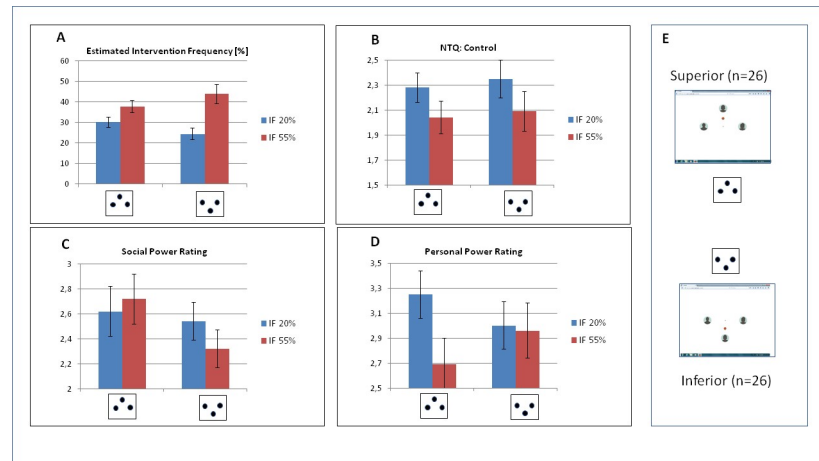 A
Estimated Intervention Frequency [%]
60
50
40
30
20
10
0
IF 20%
IF 55%
B
NTQ: Control
2,5
2,3
2,1
1,9
1,7
1,5
IF 20%
IF 55%
C
Social Power Rating
3
2,8
2,6
2,4
2,2
2
IF 20%
IF 55%
D
Personal Power Rating
3,5
3,3
3,1
2,9
2,7
2,5
IF 20%
IF 55%
E
Superior (n=26)
Inferior (n=26)